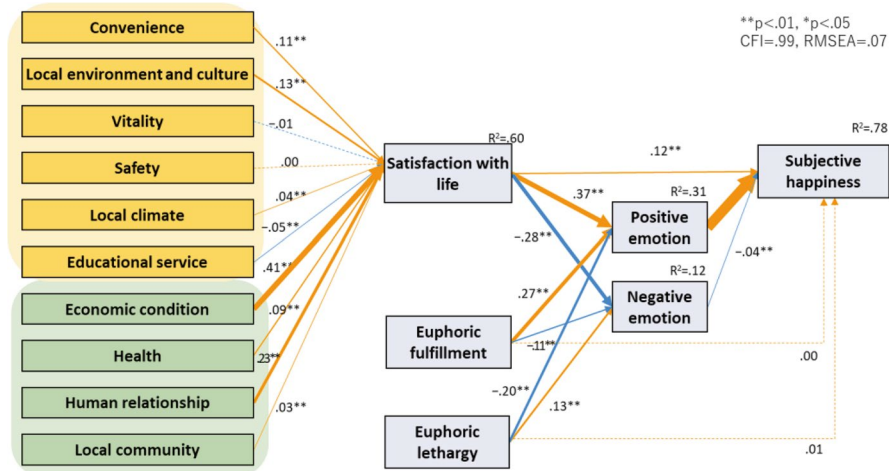 **p<.01, *p<.05
CFI=.99, RMSEA=.07
Convenience
.11**
Local environment and culture
.13**
Vitality
−.01
Safety
.00
Local climate
.04**
−.05**
Educational service
.41**
Economic condition
.09**
Health
.23**
Human relationship
.03**
Local community
R²=.60
Satisfaction with
life
.12**
R²=.78
Subjective
happiness
.37**
R²=.31
Positive
emotion
−.28**
−.04**
R²=.12
.27**
Negative
emotion
Euphoric
fulfillment
−.11**
.00
−.20**
.13**
Euphoric
lethargy
.01